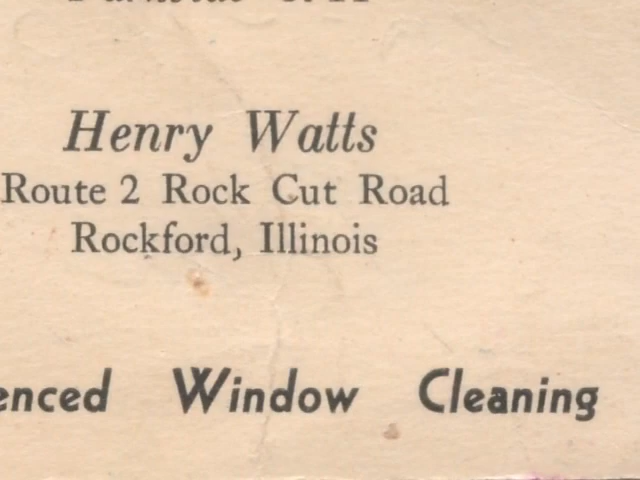 Henry Watts
Route 2 Rock Cut Road
Rockford, Illinois
enced Window Cleaning